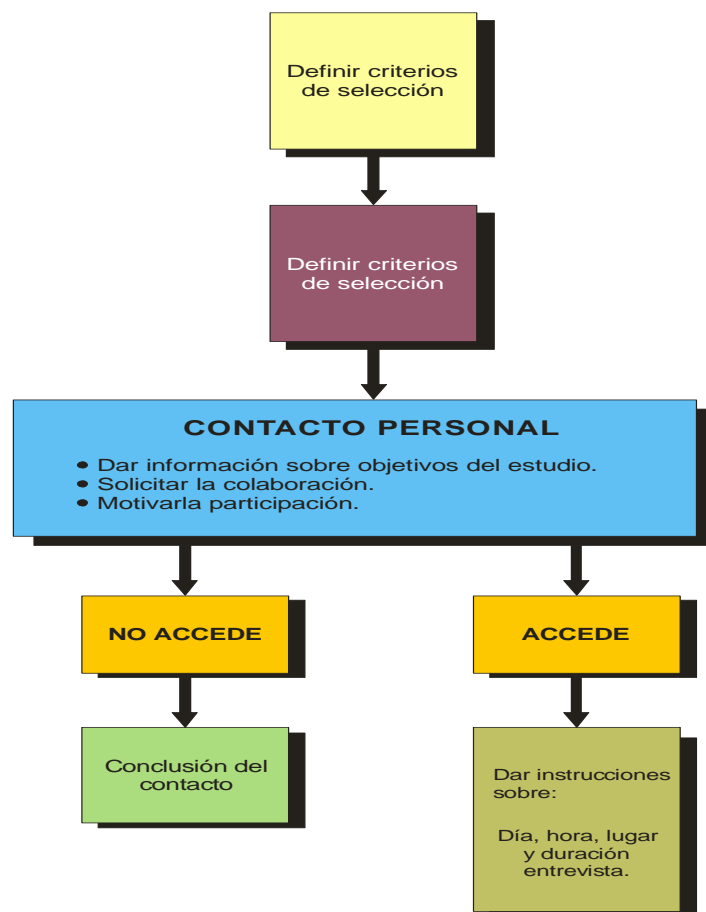 Definir criterios
de selección
Definir criterios
de selección
CONTACTO PERSONAL
● Dar información sobre objetivos del estudio.
● Solicitar la colaboración.
● Motivarla participación.
NO ACCEDE
ACCEDE
Conclusión del
contacto
Dar instrucciones
sobre:
Día, hora, lugar
y duración
entrevista.